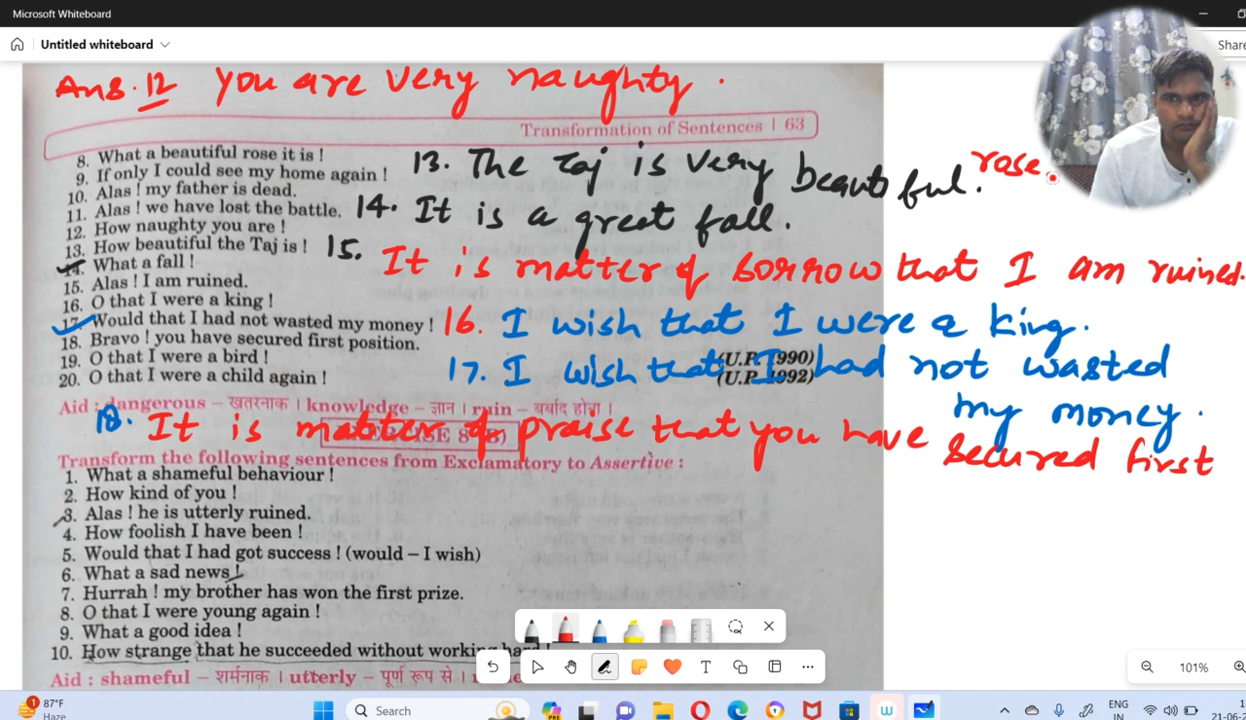 Microsoft Whiteboard
Untitled whiteboard
Share
Ans. 12 You are very naughty.
Transformation of Sentences | 63
8. What a beautiful rose it is !
9. If only I could see my home again !
10. Alas ! my father is dead.
11. Alas ! we have lost the battle.
12. How naughty you are !
13. How beautiful the Taj is !
14. What a fall !
15. Alas ! I am ruined.
16. O that I were a king !
17. Would that I had not wasted my money !
18. Bravo ! you have secured first position.
19. O that I were a bird ! (U.P. 1990)
20. O that I were a child again ! (U.P. 1992)
13. The Taj is very beautiful. rose.
14. It is a great fall.
15. It is matter of sorrow that I am ruined.
16. I wish that I were a king.
17. I wish that I had not wasted
my money.
18. It is matter of praise that you have secured first
Aid : dangerous – खतरनाक । knowledge – ज्ञान । ruin – बर्बाद होना ।
Transform the following sentences from Exclamatory to Assertive :
1. What a shameful behaviour !
2. How kind of you !
3. Alas ! he is utterly ruined.
4. How foolish I have been !
5. Would that I had got success ! (would – I wish)
6. What a sad news !
7. Hurrah ! my brother has won the first prize.
8. O that I were young again !
9. What a good idea !
10. How strange that he succeeded without working hard !
Aid : shameful – शर्मनाक । utterly – पूर्ण रूप से ।
101%
87°F
Haze
Search
ENG
IN